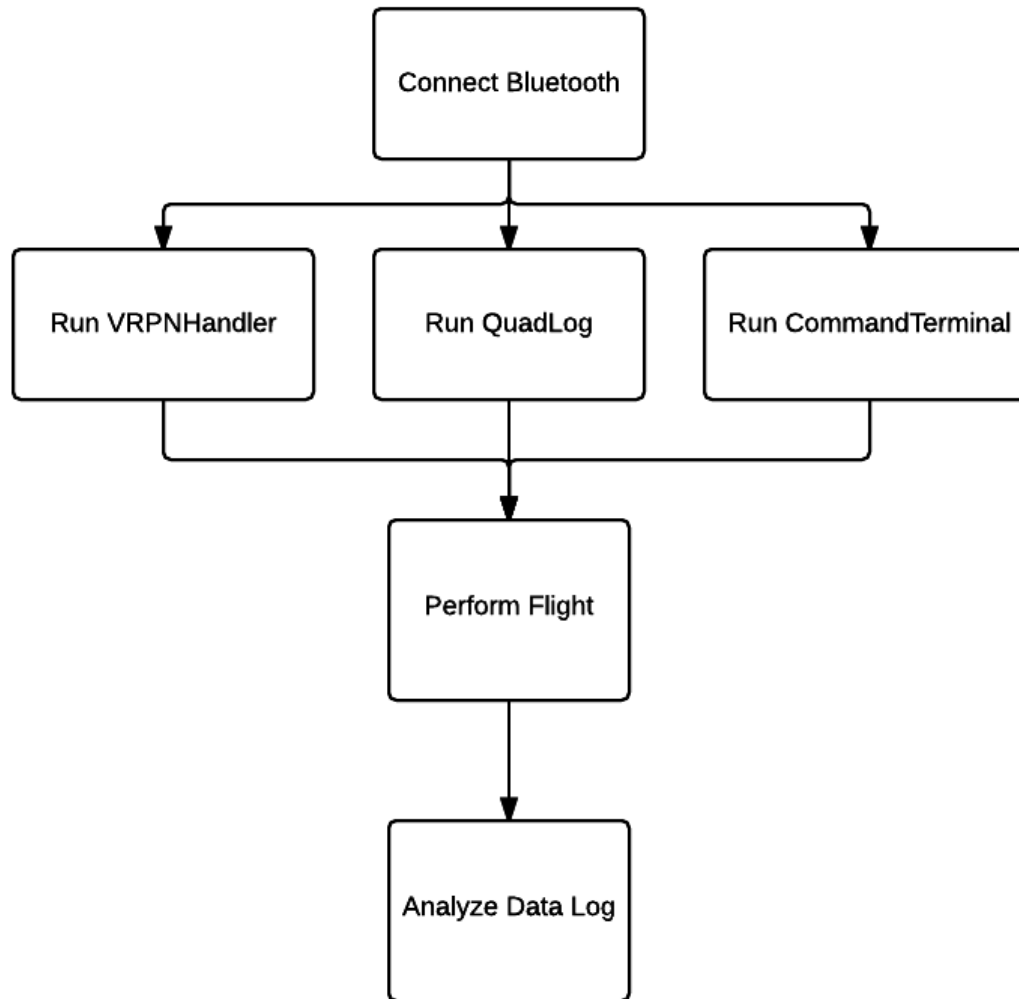 Connect Bluetooth
Run VRPNHandler
Run QuadLog
Run CommandTerminal
Perform Flight
Analyze Data Log